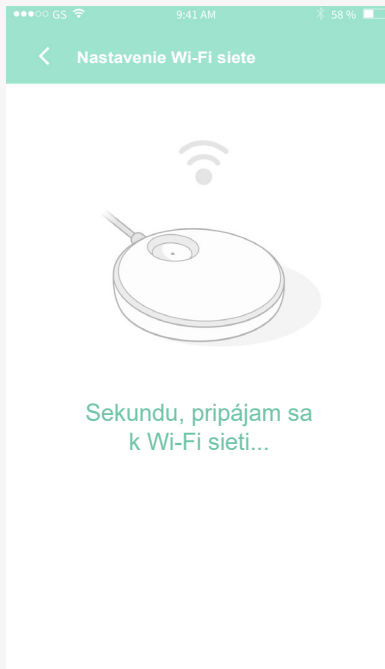 GS 9:41 AM 58 %
Nastavenie Wi-Fi siete
Sekundu, pripájam sa
k Wi-Fi sieti...